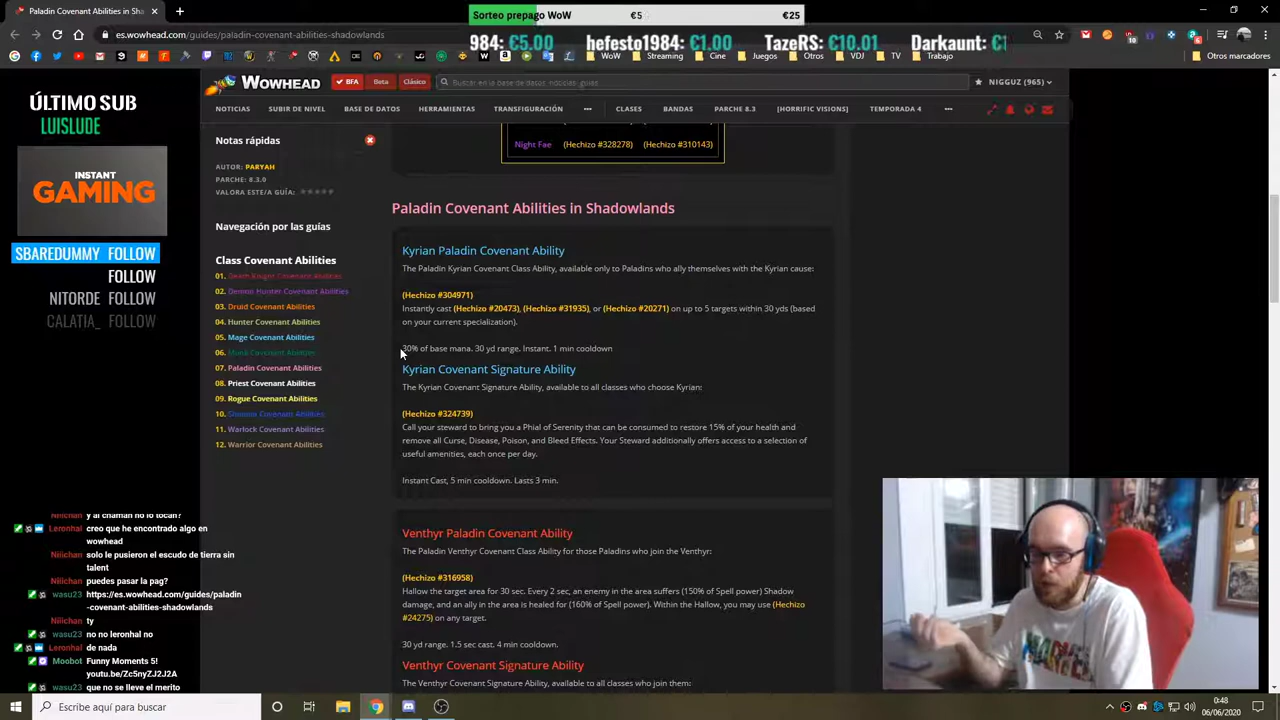 Paladin Covenant Abilities in Sh
Sorteo prepago WoW €5 €25
es.wowhead.com/guides/paladin-covenant-abilities-shadowlands
984: €5.00 hefesto1984: €1.00 TazeRS: €10.01 Darkaunt: €1
WoW Streaming Cine Juegos Otros VDJ TV Trabajo Otros marcadores
WOWHEAD BFA Beta Clásico Buscar en la base de datos -noticias, guías NIGGUZ (965)
NOTICIAS SUBIR DE NIVEL BASE DE DATOS HERRAMIENTAS TRANSFIGURACIÓN CLASES BANDAS PARCHE 8.3 [HORRIFIC VISIONS] TEMPORADA 4
ÚLTIMO SUB
LUISLUDE
INSTANT
GAMING
SBAREDUMMY FOLLOW
FOLLOW
NITORDE FOLLOW
CALATIA_ FOLLOW
Notas rápidas
AUTOR: PARYAH
PARCHE: 8.3.0
VALORA ESTE/A GUÍA:
Navegación por las guías
Class Covenant Abilities
01. Death Knight Covenant Abilities
02. Demon Hunter Covenant Abilities
03. Druid Covenant Abilities
04. Hunter Covenant Abilities
05. Mage Covenant Abilities
06. Monk Covenant Abilities
07. Paladin Covenant Abilities
08. Priest Covenant Abilities
09. Rogue Covenant Abilities
10. Shaman Covenant Abilities
11. Warlock Covenant Abilities
12. Warrior Covenant Abilities
Night Fae (Hechizo #328278) (Hechizo #310143)
Paladin Covenant Abilities in Shadowlands
Kyrian Paladin Covenant Ability
The Paladin Kyrian Covenant Class Ability, available only to Paladins who ally themselves with the Kyrian cause:
(Hechizo #304971)
Instantly cast (Hechizo #20473), (Hechizo #31935), or (Hechizo #20271) on up to 5 targets within 30 yds (based
on your current specialization).
30% of base mana. 30 yd range. Instant. 1 min cooldown
Kyrian Covenant Signature Ability
The Kyrian Covenant Signature Ability, available to all classes who choose Kyrian:
(Hechizo #324739)
Call your steward to bring you a Phial of Serenity that can be consumed to restore 15% of your health and
remove all Curse, Disease, Poison, and Bleed Effects. Your Steward additionally offers access to a selection of
useful amenities, each once per day.
Instant Cast, 5 min cooldown. Lasts 3 min.
Venthyr Paladin Covenant Ability
The Paladin Venthyr Covenant Class Ability for those Paladins who join the Venthyr:
(Hechizo #316958)
Hallow the target area for 30 sec. Every 2 sec, an enemy in the area suffers (150% of Spell power) Shadow
damage, and an ally in the area is healed for (160% of Spell power). Within the Hallow, you may use (Hechizo
#24275) on any target.
30 yd range. 1.5 sec cast. 4 min cooldown.
Venthyr Covenant Signature Ability
The Venthyr Covenant Signature Ability, available to all classes who join them:
Niiichan y al chaman no lo tocan?
Leronhal creo que he encontrado algo en
wowhead
Niiichan solo le pusieron el escudo de tierra sin
talent
Niiichan puedes pasar la pag?
wasu23 https://es.wowhead.com/guides/paladin
-covenant-abilities-shadowlands
Niiichan ty
wasu23 no no leronhal no
Leronhal de nada
Moobot Funny Moments 5!
youtu.be/Zc5nyZJ2J2A
wasu23 que no se lleve el merito
Escribe aquí para buscar
0:48
06/06/2020